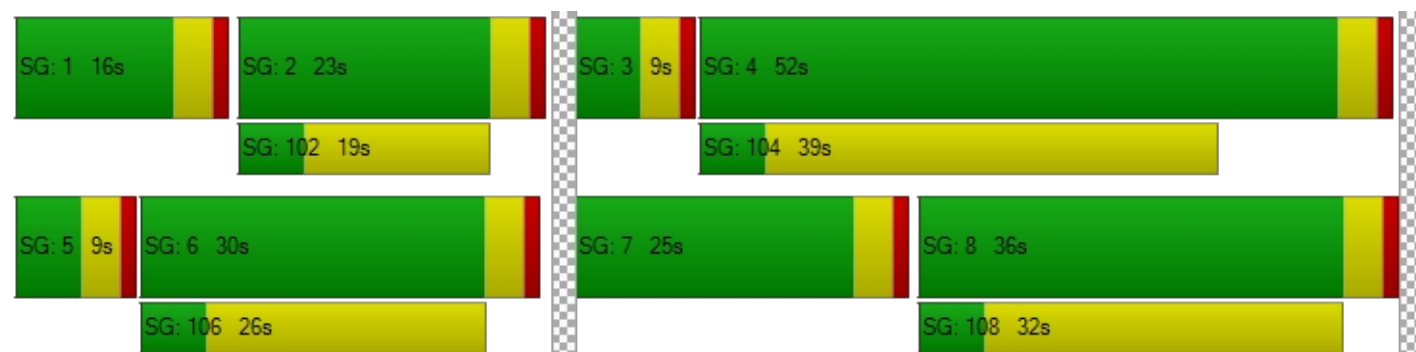 SG: 1 16s SG: 2 23s SG: 3 9s SG: 4 52s
SG: 102 19s SG: 104 39s
SG: 5 9s SG: 6 30s SG: 7 25s SG: 8 36s
SG: 106 26s SG: 108 32s